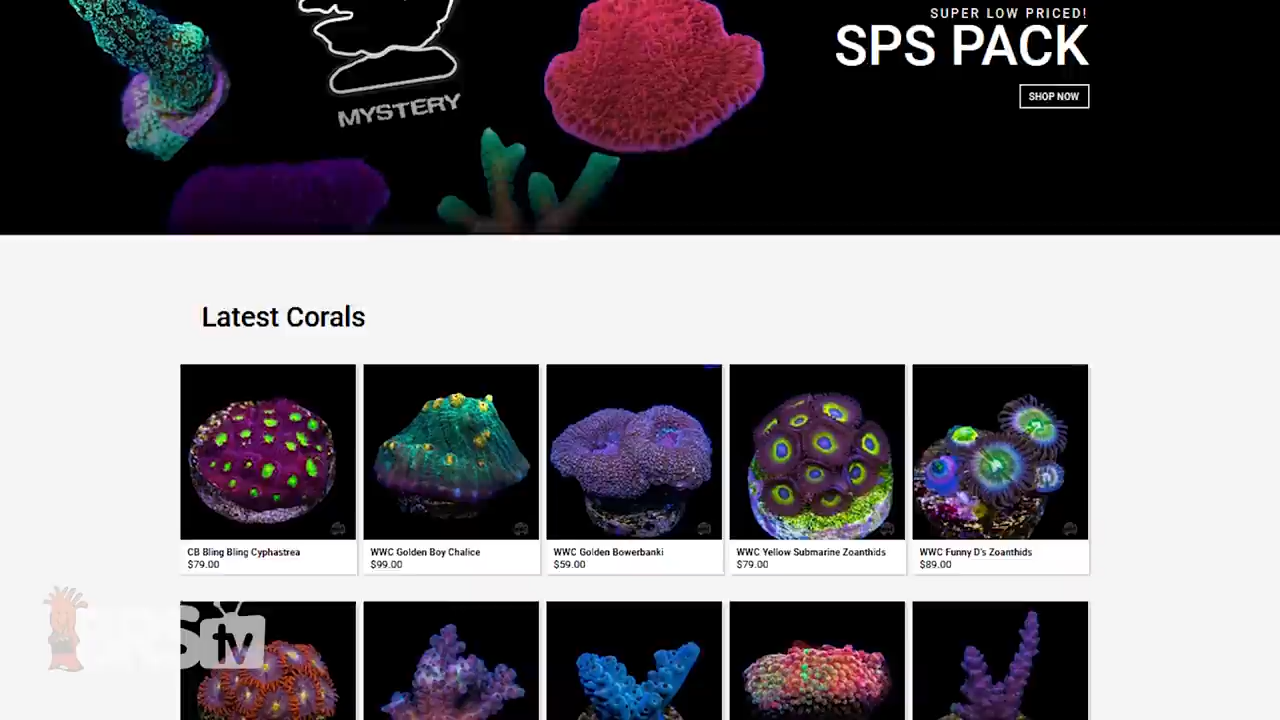 SUPER LOW PRICED!
SPS PACK
SHOP NOW
MYSTERY
Latest Corals
CB Bling Bling Cyphastrea
$79.00
WWC Golden Boy Chalice
$99.00
WWC Golden Bowerbanki
$59.00
WWC Yellow Submarine Zoanthids
$79.00
WWC Funny D's Zoanthids
$89.00
BRS tv